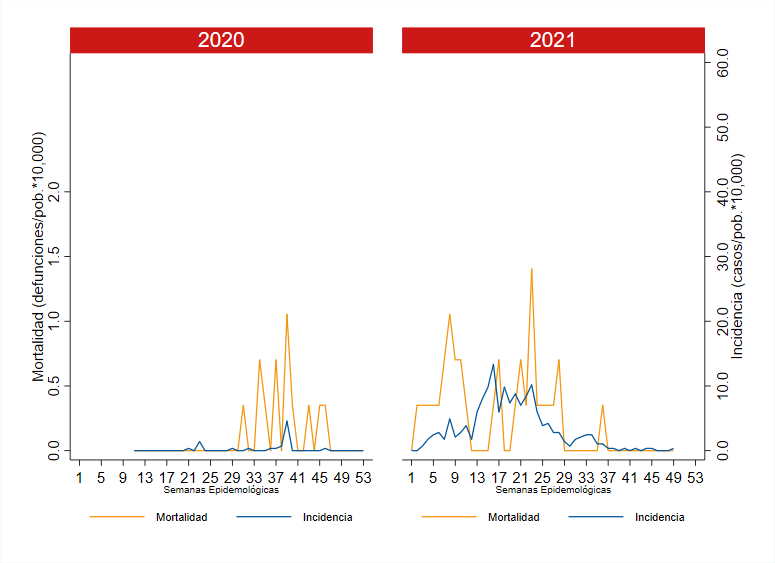 2020
2021
Mortalidad (defunciones/pob.*10,000)
0.0 0.5 1.0 1.5 2.0
0.0 10.0 20.0 30.0 40.0 50.0 60.0
Incidencia (casos/pob.*10,000)
1 5 9 13 17 21 25 29 33 37 41 45 49 53
1 5 9 13 17 21 25 29 33 37 41 45 49 53
Semanas Epidemológicas
Semanas Epidemológicas
Mortalidad Incidencia
Mortalidad Incidencia